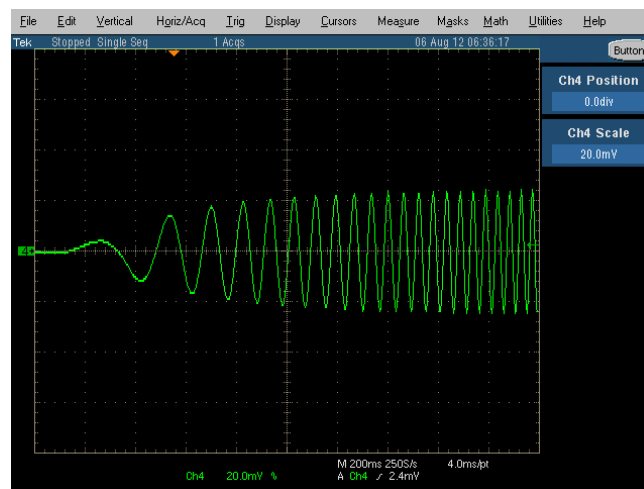 File Edit Vertical Horiz/Acq Trig Display Cursors Measure Masks Math Utilities Help
Tek Stopped Single Seq 1 Acqs 06 Aug 12 06:36:17
Button
Ch4 Position
0.0div
Ch4 Scale
20.0mV
4
M 200ms 250S/s 4.0ms/pt
Ch4 20.0mV A Ch4 2.4mV